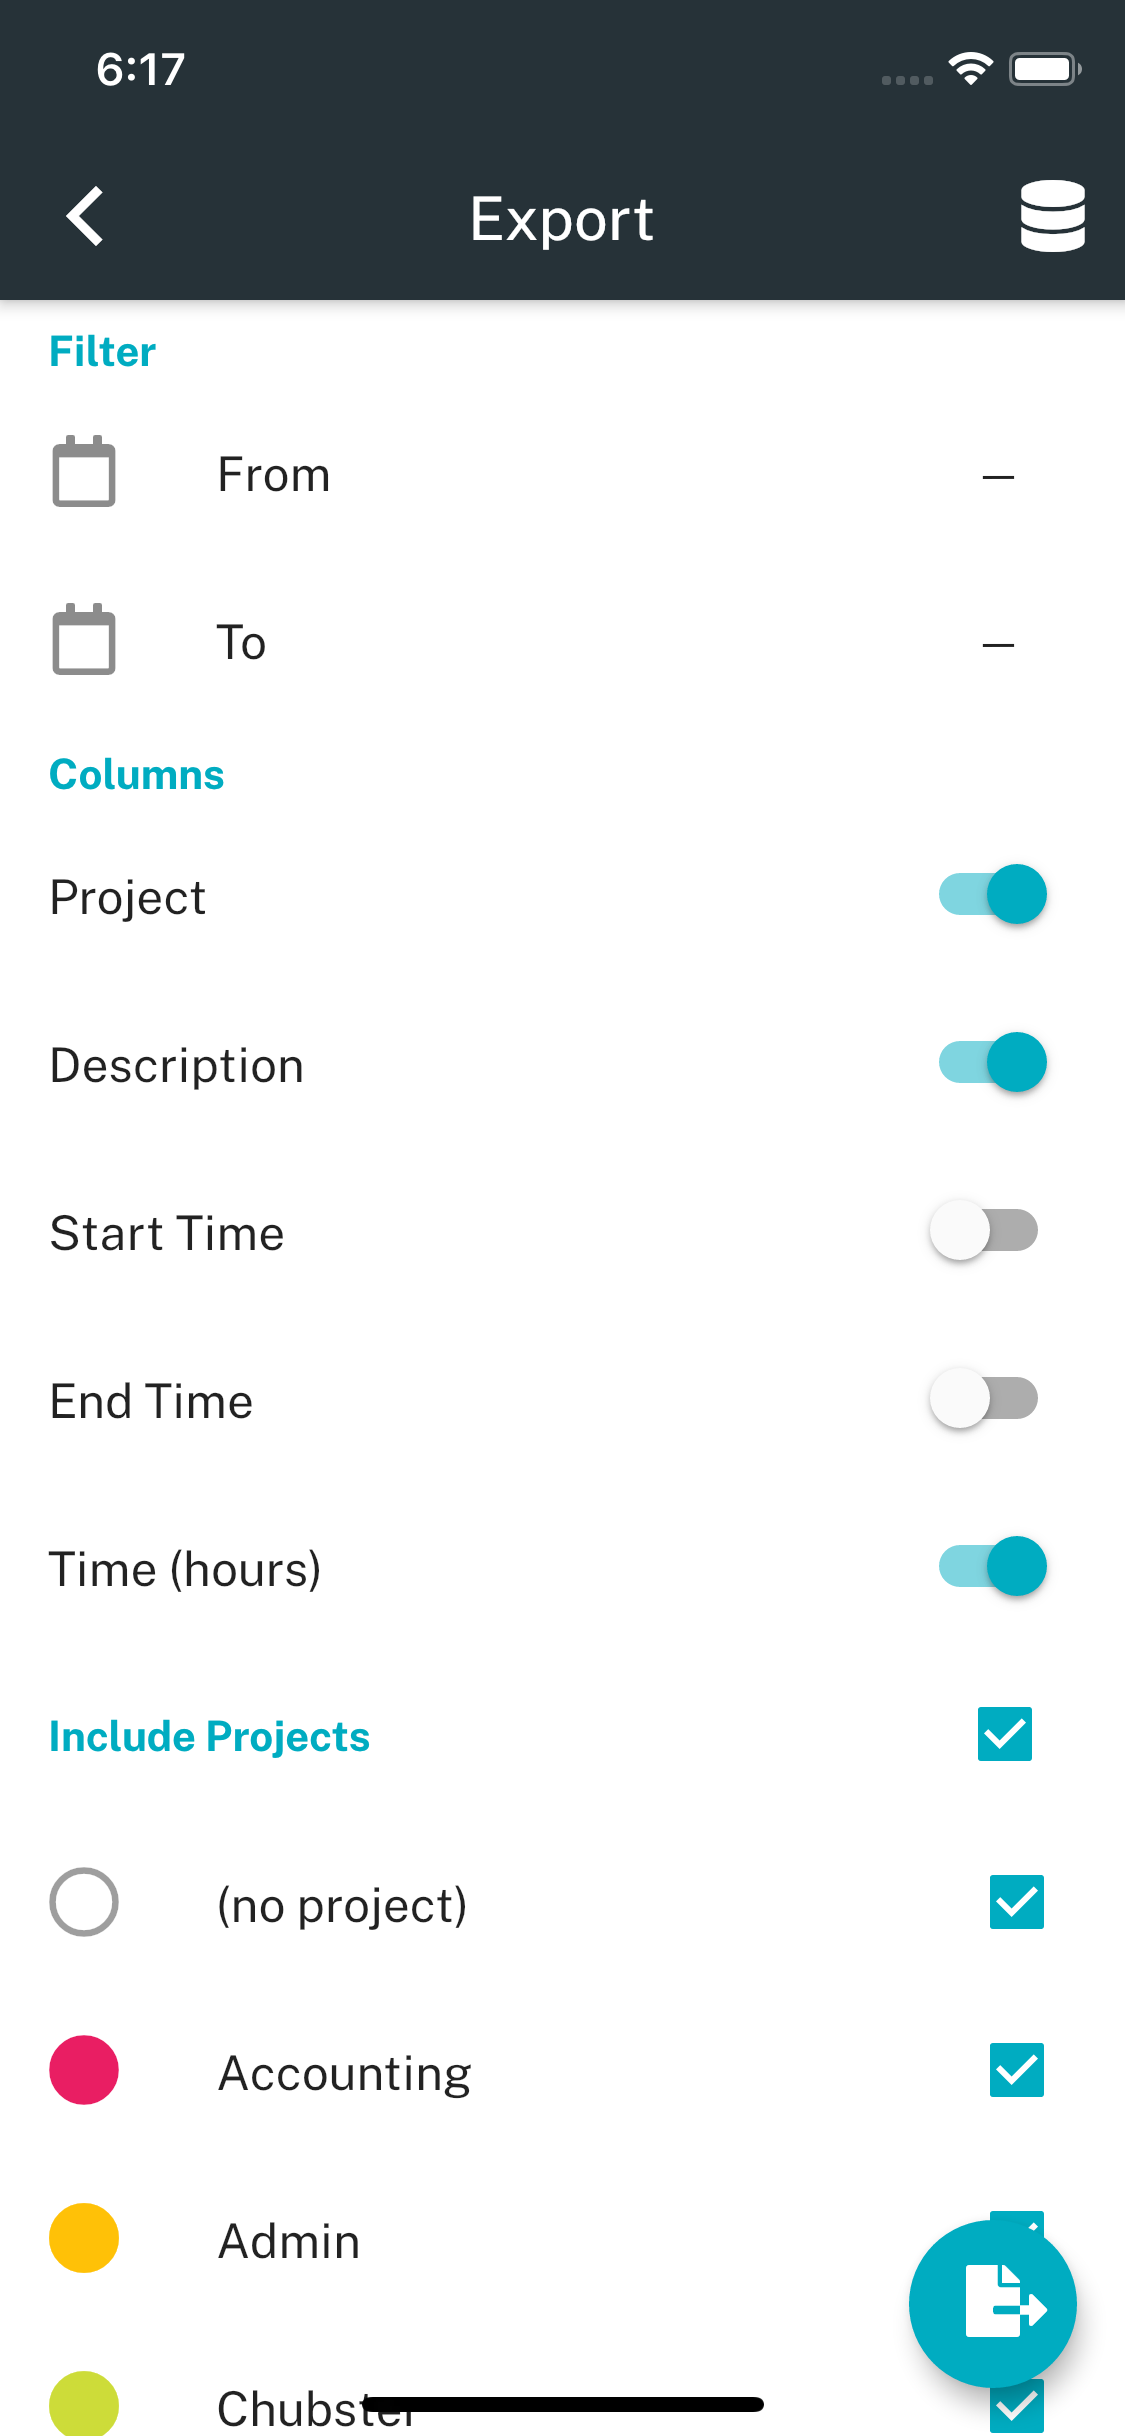 6:17
Export
Filter
From —
To —
Columns
Project
Description
Start Time
End Time
Time (hours)
Include Projects
(no project)
Accounting
Admin